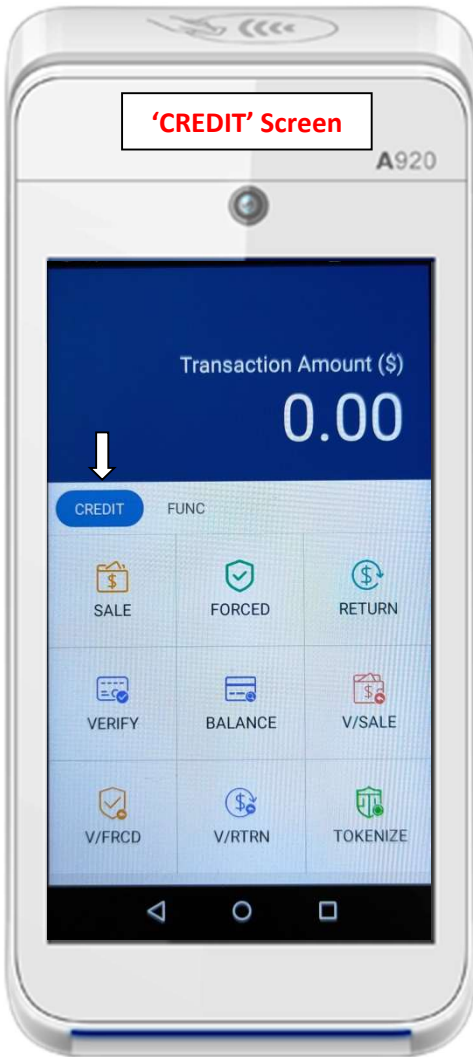 ‘CREDIT’ Screen
A920
Transaction Amount ($)
0.00
CREDIT FUNC
SALE FORCED RETURN
VERIFY BALANCE V/SALE
V/FRCD V/RTRN TOKENIZE